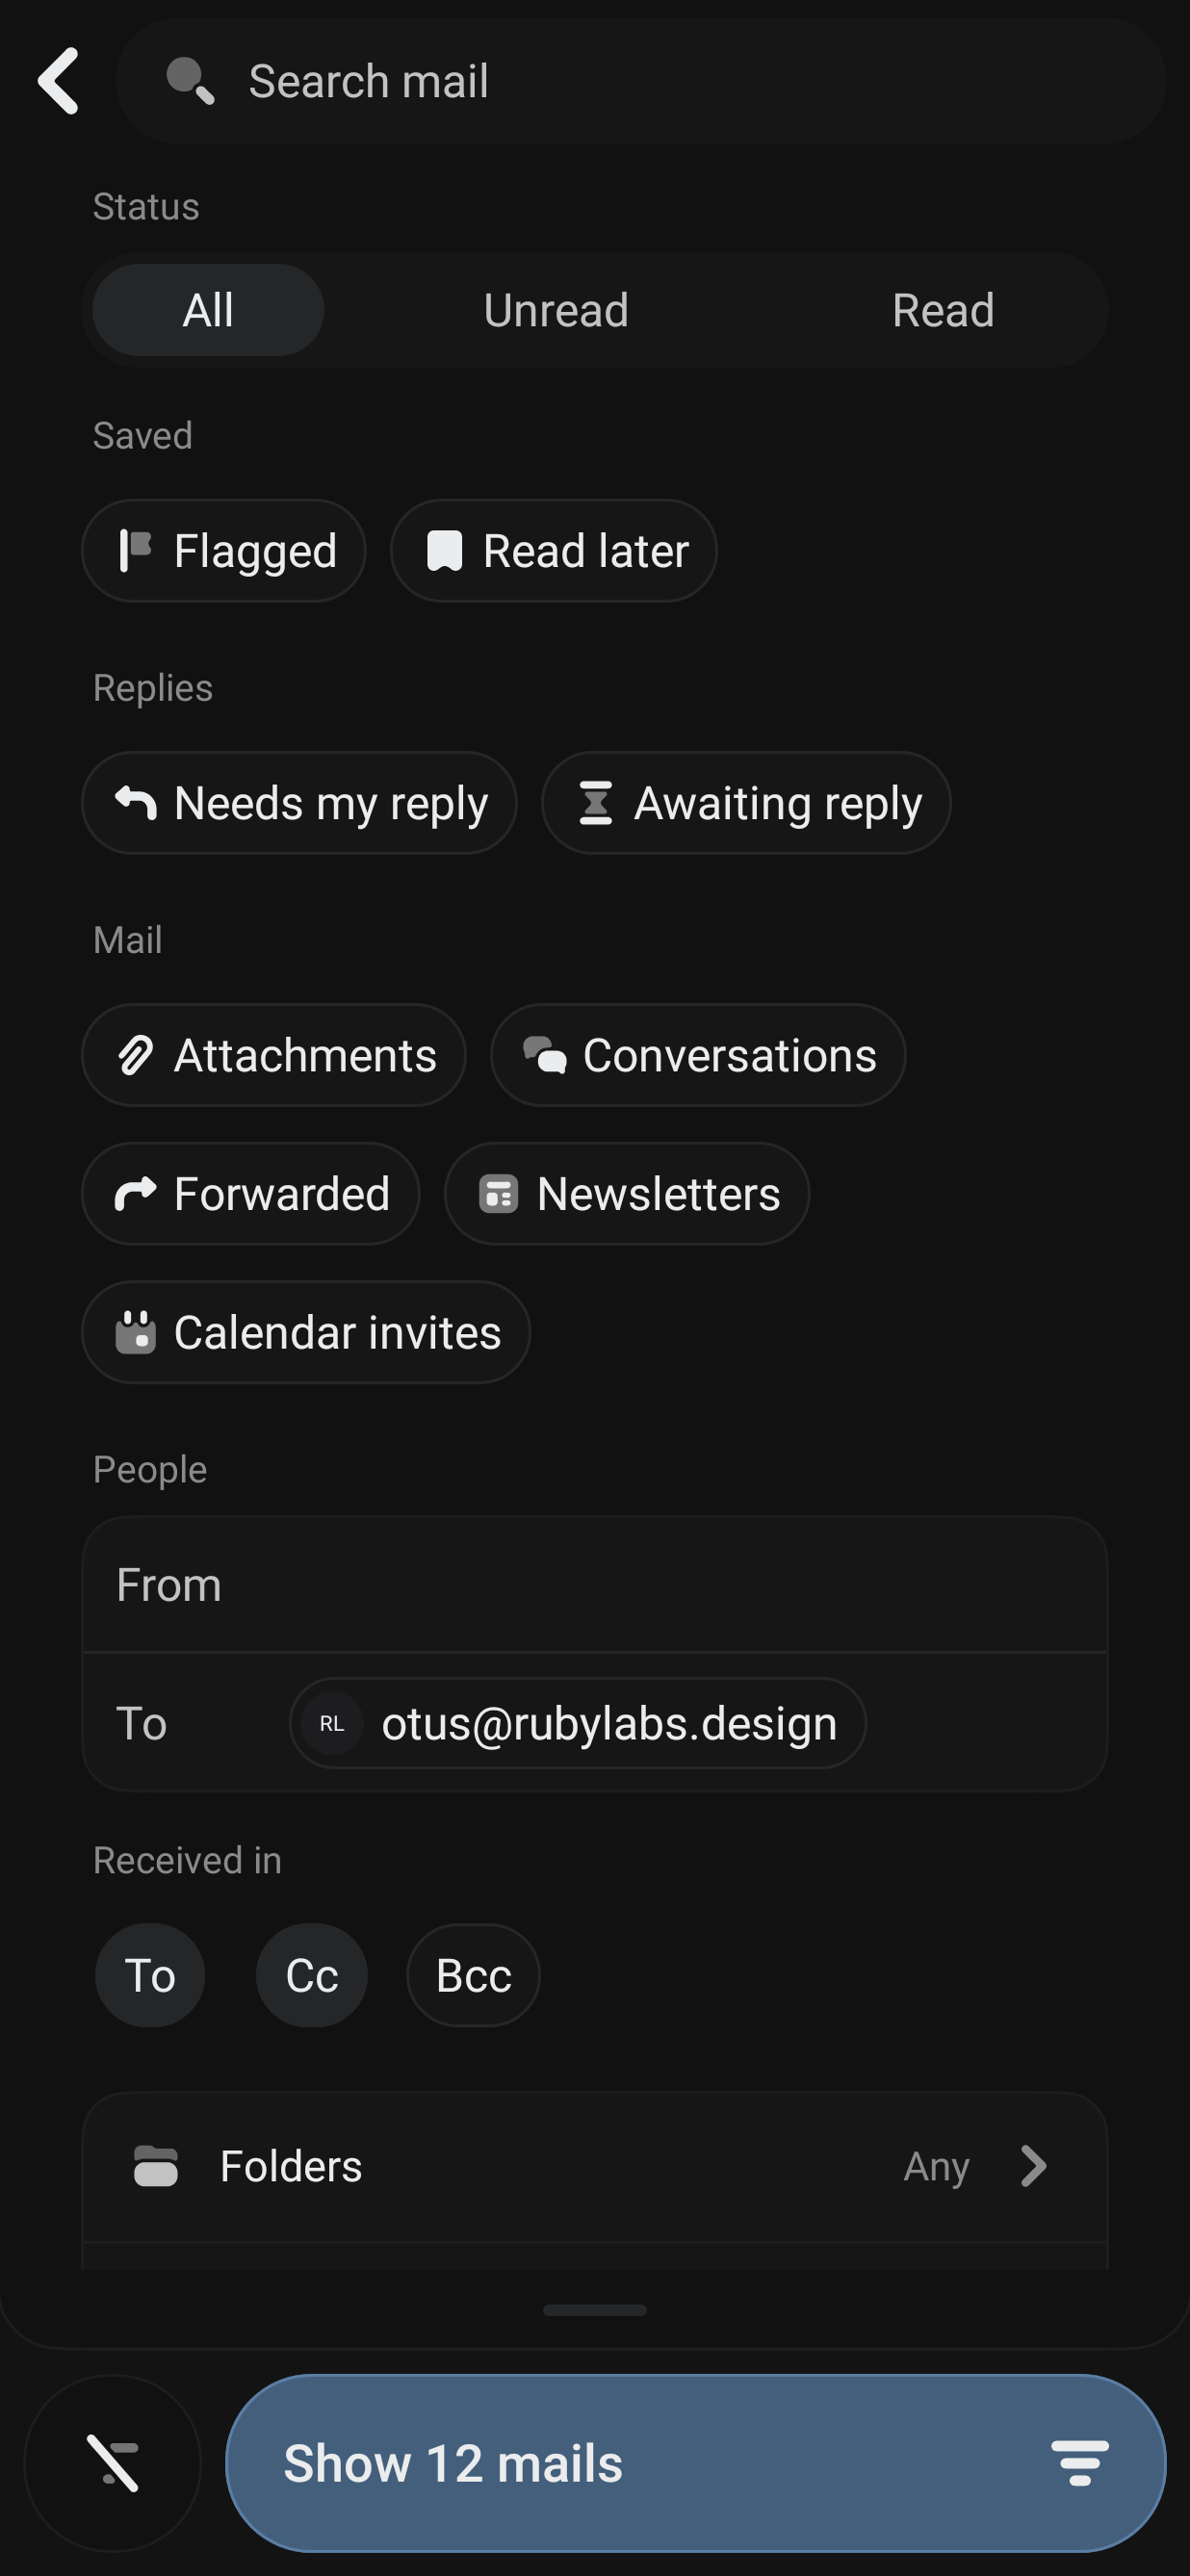 Search mail
Status
All Unread Read
Saved
Flagged Read later
Replies
Needs my reply Awaiting reply
Mail
Attachments Conversations
Forwarded Newsletters
Calendar invites
People
From
To RL otus@rubylabs.design
Received in
To Cc Bcc
Folders Any
Show 12 mails